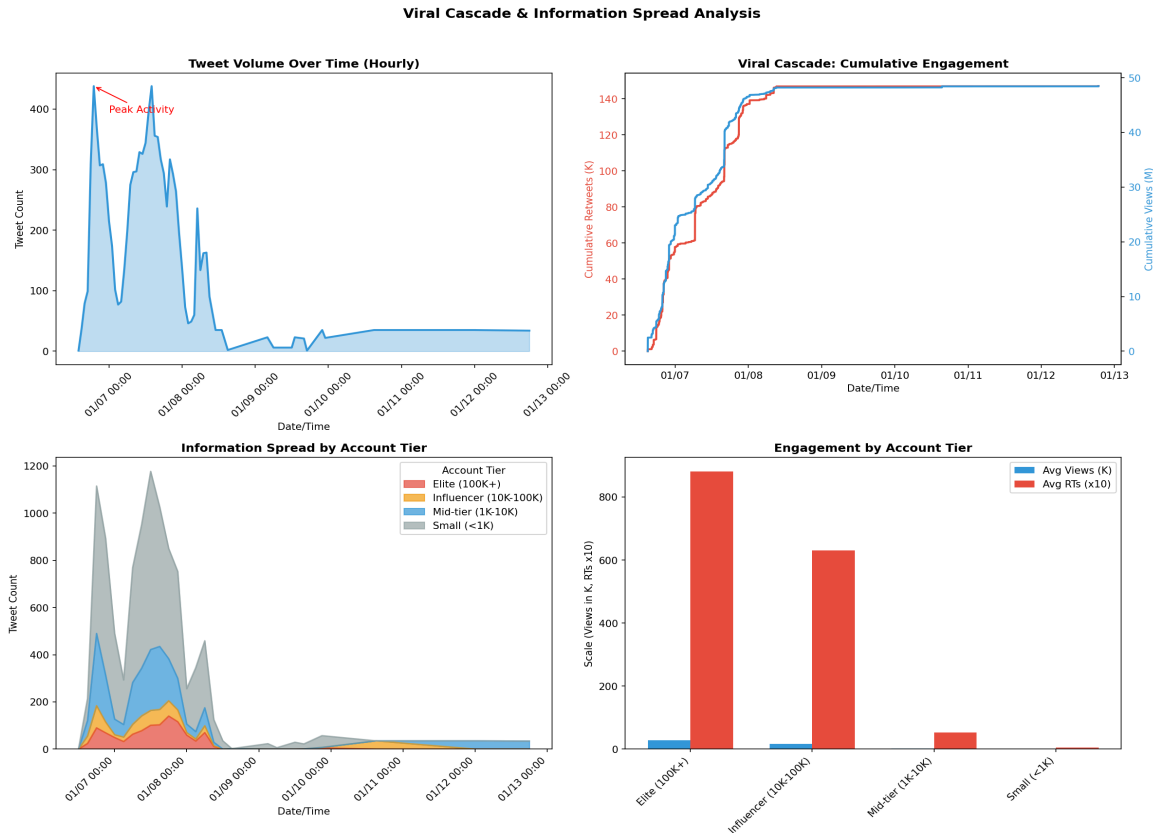 Viral Cascade & Information Spread Analysis
Tweet Volume Over Time (Hourly)
Tweet Count
400
300
200
100
0
Peak Activity
01/07 00:00
01/08 00:00
01/09 00:00
01/10 00:00
01/11 00:00
01/12 00:00
01/13 00:00
Date/Time
Viral Cascade: Cumulative Engagement
Cumulative Retweets (K)
140
120
100
80
60
40
20
0
50
40
30
20
10
0
Cumulative Views (M)
01/07
01/08
01/09
01/10
01/11
01/12
01/13
Date/Time
Information Spread by Account Tier
Tweet Count
1200
1000
800
600
400
200
0
Account Tier
Elite (100K+)
Influencer (10K-100K)
Mid-tier (1K-10K)
Small (<1K)
01/07 00:00
01/08 00:00
01/09 00:00
01/10 00:00
01/11 00:00
01/12 00:00
01/13 00:00
Date/Time
Engagement by Account Tier
Scale (Views in K, RTs x10)
800
600
400
200
0
Avg Views (K)
Avg RTs (x10)
Elite (100K+)
Influencer (10K-100K)
Mid-tier (1K-10K)
Small (<1K)